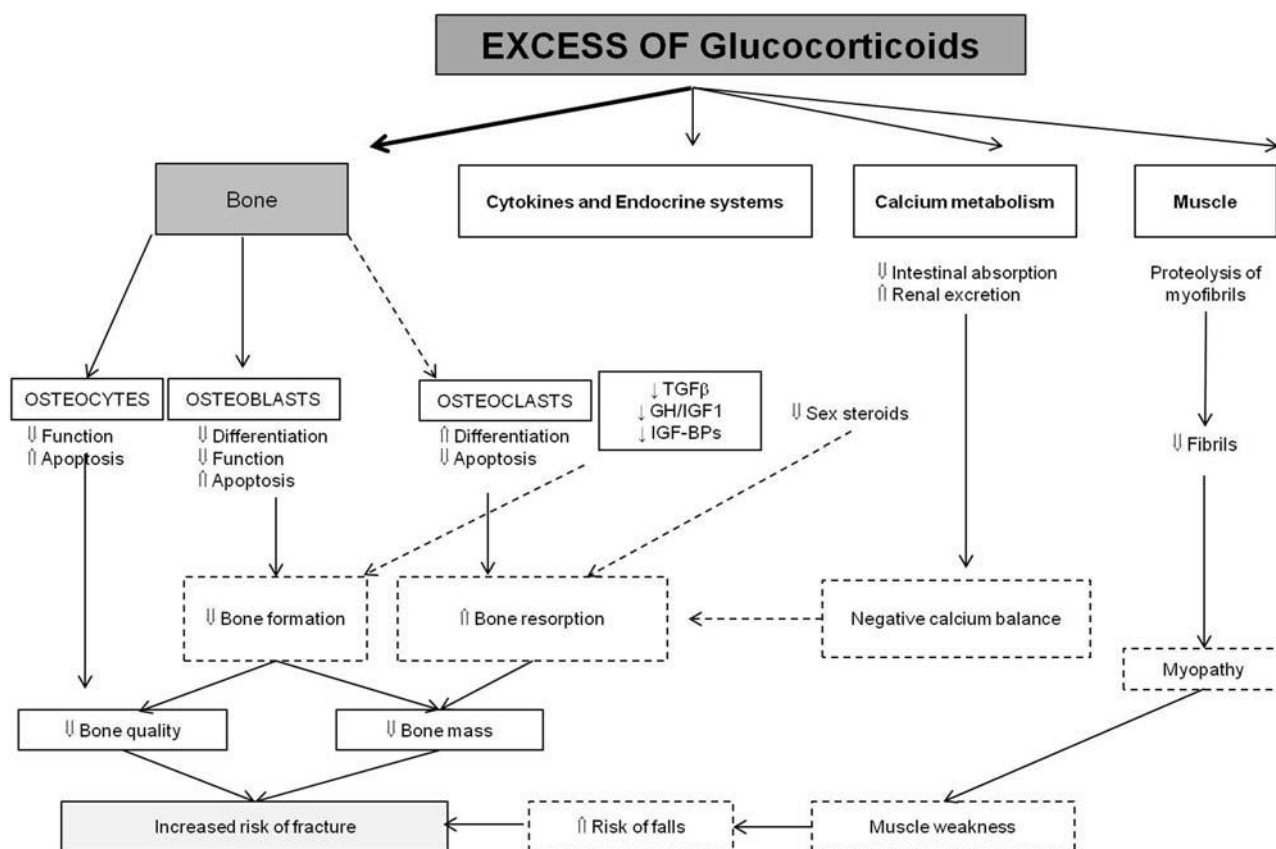 EXCESS OF Glucocorticoids
Bone
Cytokines and Endocrine systems
Calcium metabolism
Muscle
⇓ Intestinal absorption
⇑ Renal excretion
Proteolysis of
myofibrils
OSTEOCYTES
⇓ Function
⇑ Apoptosis
OSTEOBLASTS
⇓ Differentiation
⇓ Function
⇑ Apoptosis
OSTEOCLASTS
⇑ Differentiation
⇓ Apoptosis
↓ TGFβ
↓ GH/IGF1
↓ IGF-BPs
⇓ Sex steroids
⇓ Fibrils
⇓ Bone formation
⇑ Bone resorption
Negative calcium balance
Myopathy
⇓ Bone quality
⇓ Bone mass
Increased risk of fracture
⇑ Risk of falls
Muscle weakness